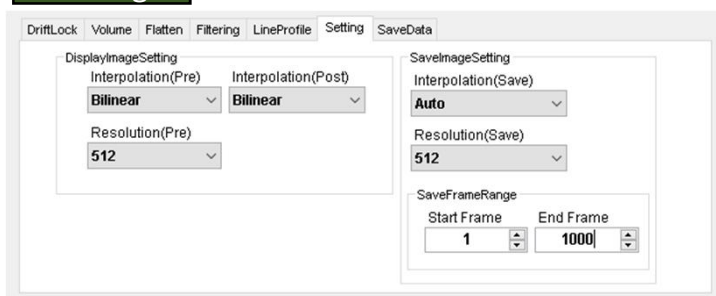 DriftLock Volume Flatten Filtering LineProfile Setting SaveData
DisplayImageSetting
Interpolation(Pre) Interpolation(Post)
Bilinear Bilinear
Resolution(Pre)
512
SaveImageSetting
Interpolation(Save)
Auto
Resolution(Save)
512
SaveFrameRange
Start Frame End Frame
1 1000